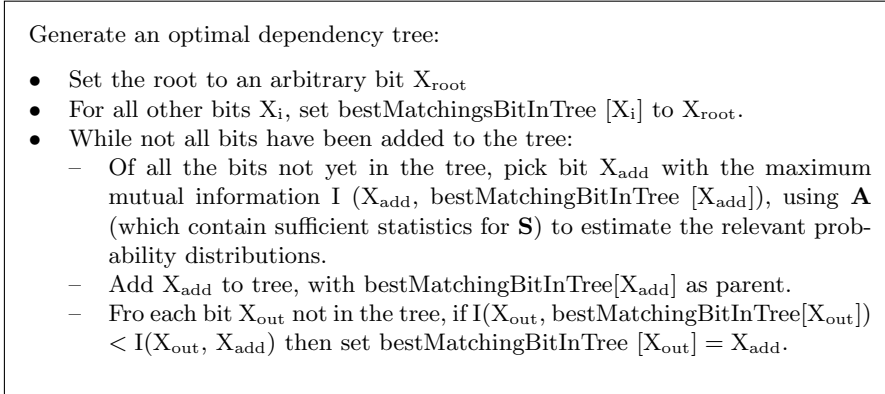 Generate an optimal dependency tree:
• Set the root to an arbitrary bit X_root
• For all other bits X_i, set bestMatchingsBitInTree [X_i] to X_root.
• While not all bits have been added to the tree:
– Of all the bits not yet in the tree, pick bit X_add with the maximum
mutual information I (X_add, bestMatchingBitInTree [X_add]), using A
(which contain sufficient statistics for S) to estimate the relevant prob-
ability distributions.
– Add X_add to tree, with bestMatchingBitInTree[X_add] as parent.
– Fro each bit X_out not in the tree, if I(X_out, bestMatchingBitInTree[X_out])
< I(X_out, X_add) then set bestMatchingBitInTree [X_out] = X_add.